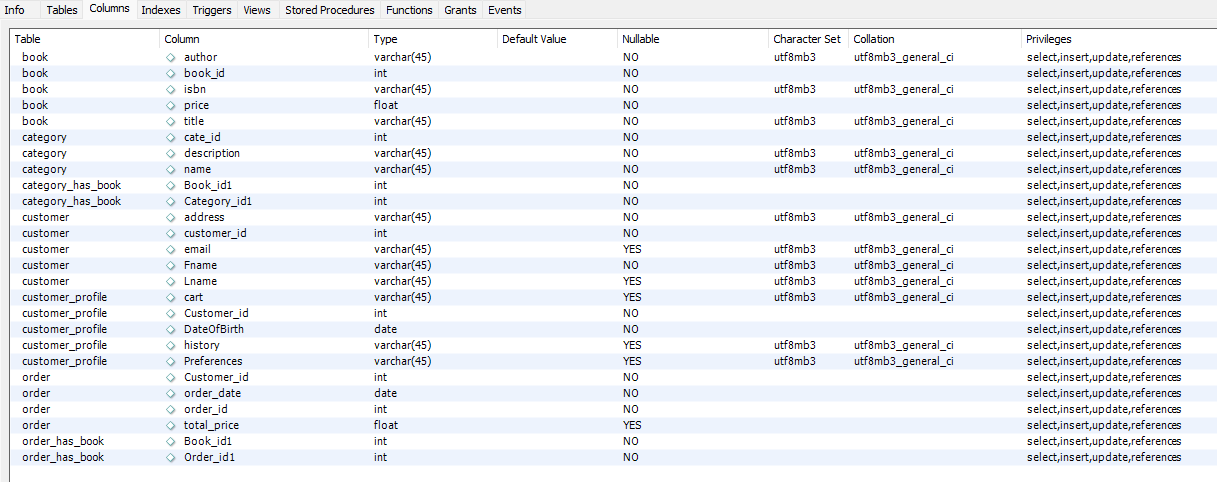 Info Tables Columns Indexes Triggers Views Stored Procedures Functions Grants Events
Table Column Type Default Value Nullable Character Set Collation Privileges
book author varchar(45) NO utf8mb3 utf8mb3_general_ci select,insert,update,references
book book_id int NO select,insert,update,references
book isbn varchar(45) NO utf8mb3 utf8mb3_general_ci select,insert,update,references
book price float NO select,insert,update,references
book title varchar(45) NO utf8mb3 utf8mb3_general_ci select,insert,update,references
category cate_id int NO select,insert,update,references
category description varchar(45) NO utf8mb3 utf8mb3_general_ci select,insert,update,references
category name varchar(45) NO utf8mb3 utf8mb3_general_ci select,insert,update,references
category_has_book Book_id1 int NO select,insert,update,references
category_has_book Category_id1 int NO select,insert,update,references
customer address varchar(45) NO utf8mb3 utf8mb3_general_ci select,insert,update,references
customer customer_id int NO select,insert,update,references
customer email varchar(45) YES utf8mb3 utf8mb3_general_ci select,insert,update,references
customer Fname varchar(45) NO utf8mb3 utf8mb3_general_ci select,insert,update,references
customer Lname varchar(45) YES utf8mb3 utf8mb3_general_ci select,insert,update,references
customer_profile cart varchar(45) YES utf8mb3 utf8mb3_general_ci select,insert,update,references
customer_profile Customer_id int NO select,insert,update,references
customer_profile DateOfBirth date NO select,insert,update,references
customer_profile history varchar(45) YES utf8mb3 utf8mb3_general_ci select,insert,update,references
customer_profile Preferences varchar(45) YES utf8mb3 utf8mb3_general_ci select,insert,update,references
order Customer_id int NO select,insert,update,references
order order_date date NO select,insert,update,references
order order_id int NO select,insert,update,references
order total_price float YES select,insert,update,references
order_has_book Book_id1 int NO select,insert,update,references
order_has_book Order_id1 int NO select,insert,update,references